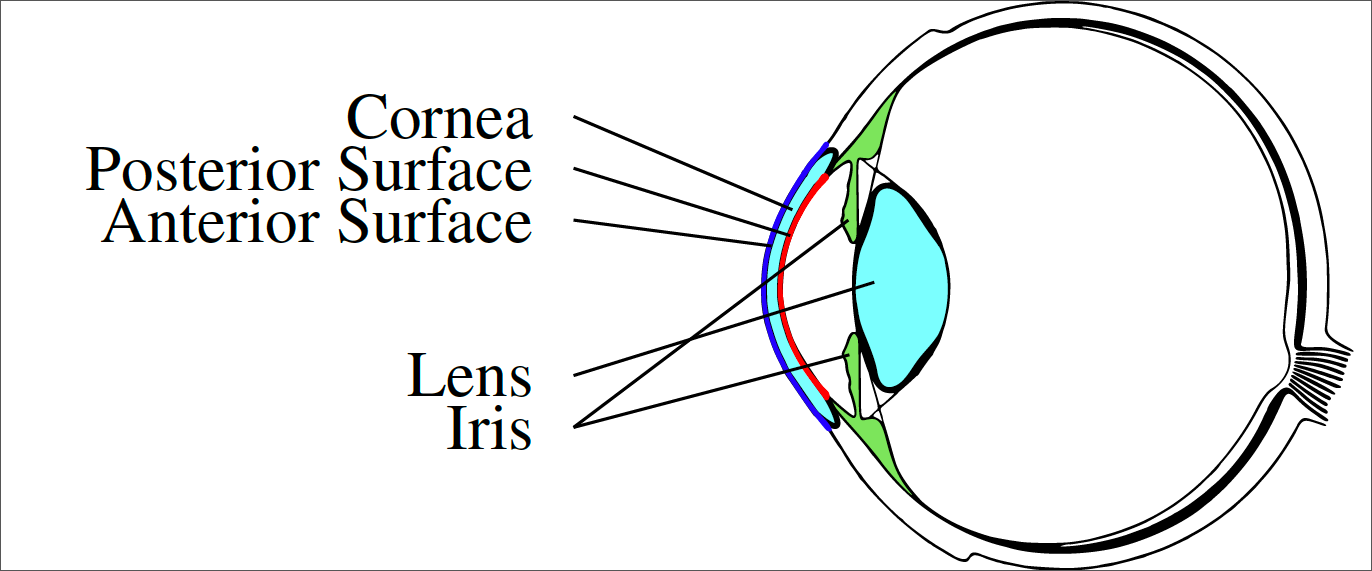 Cornea
Posterior Surface
Anterior Surface
Lens
Iris